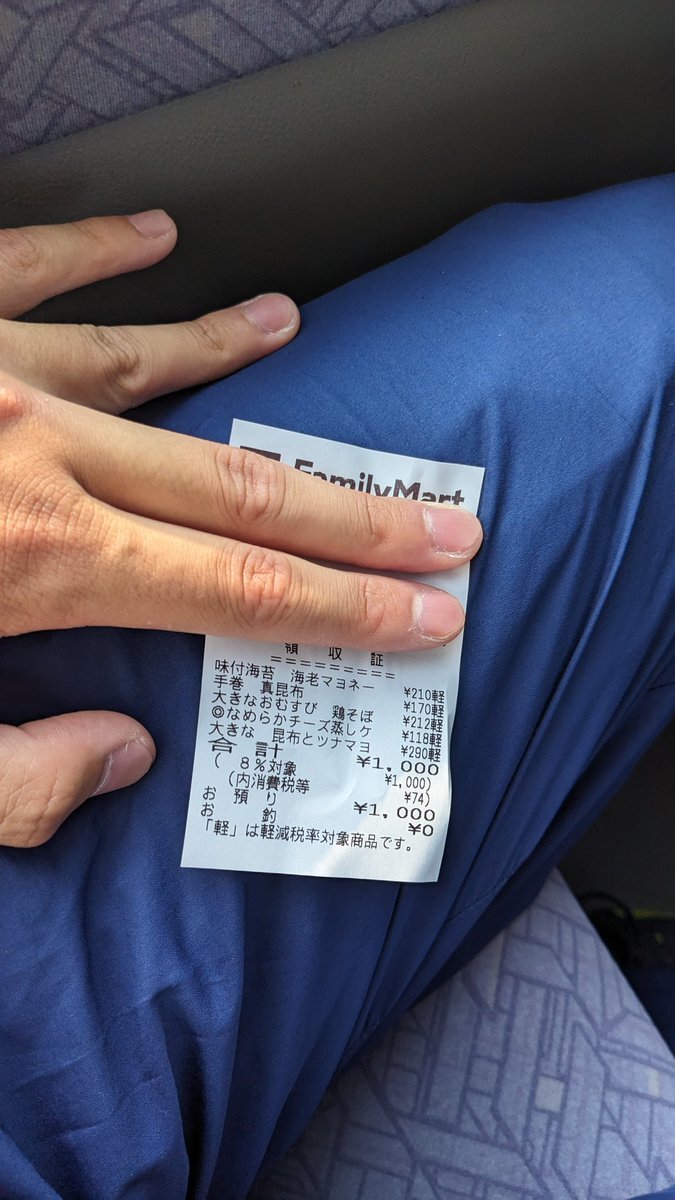 FamilyMart
領 収 証
=========
味付海苔 海老マヨネー ¥210軽
手巻 真昆布 ¥170軽
大きなおむすび 鶏そぼ ¥212軽
◎なめらかチーズ蒸しケ ¥118軽
大きな 昆布とツナマヨ ¥290軽
合 計 ¥1,000
( 8%対象 ¥1,000)
(内消費税等 ¥74)
お 預 り ¥1,000
お 釣 ¥0
「軽」は軽減税率対象商品です。